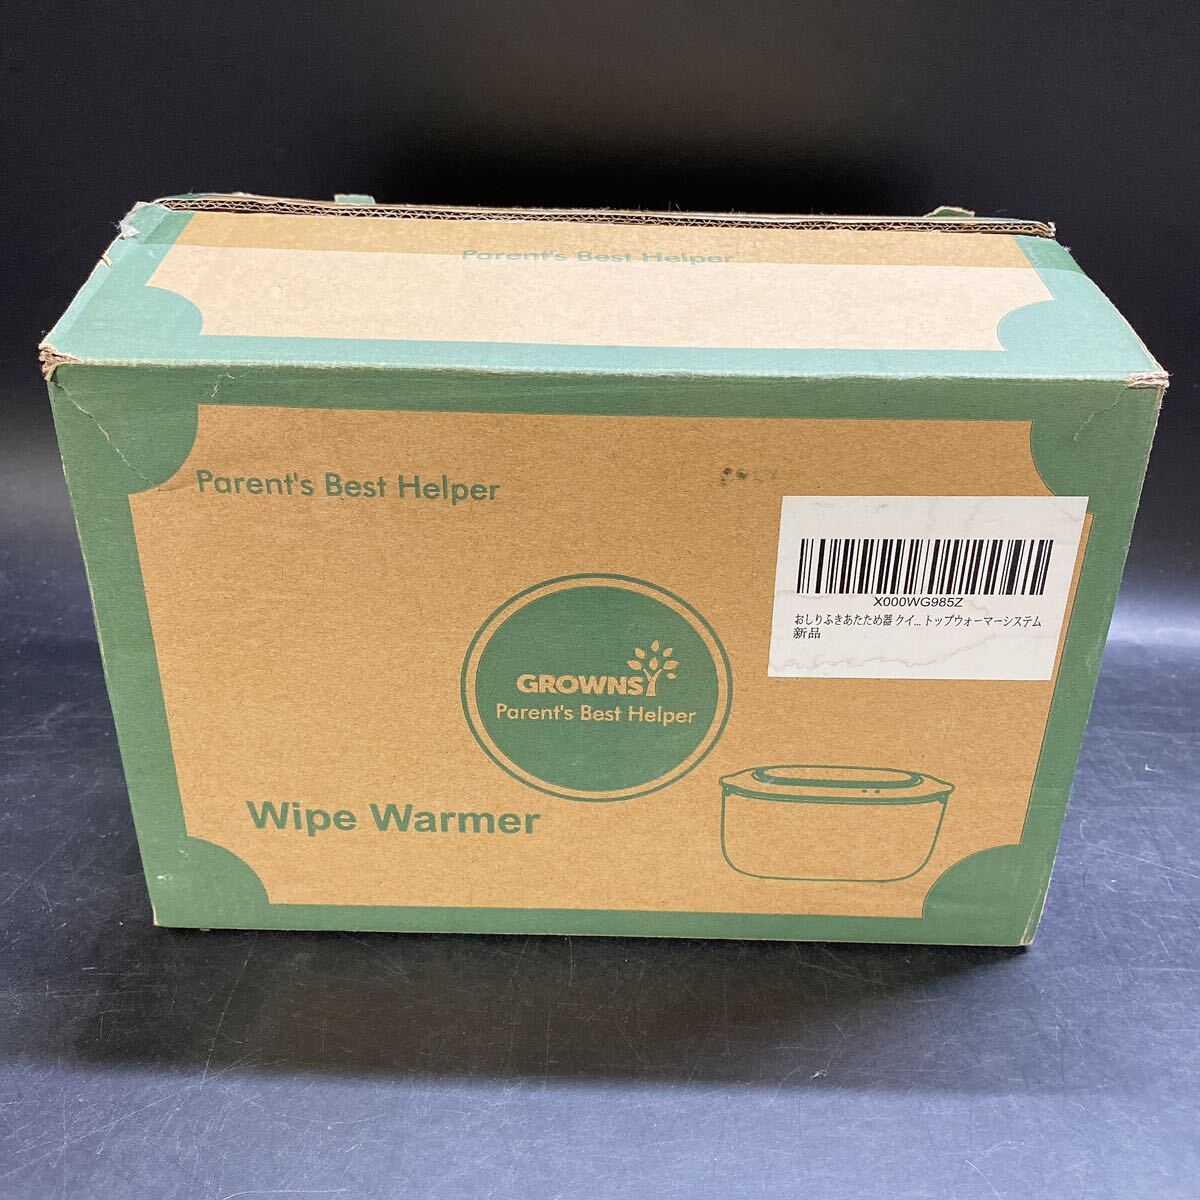 Parent's Best Helper
Parent's Best Helper
X000WG985Z
おしりふきあたため器 クイ... トップウォーマーシステム
新品
GROWNSY
Parent's Best Helper
Wipe Warmer